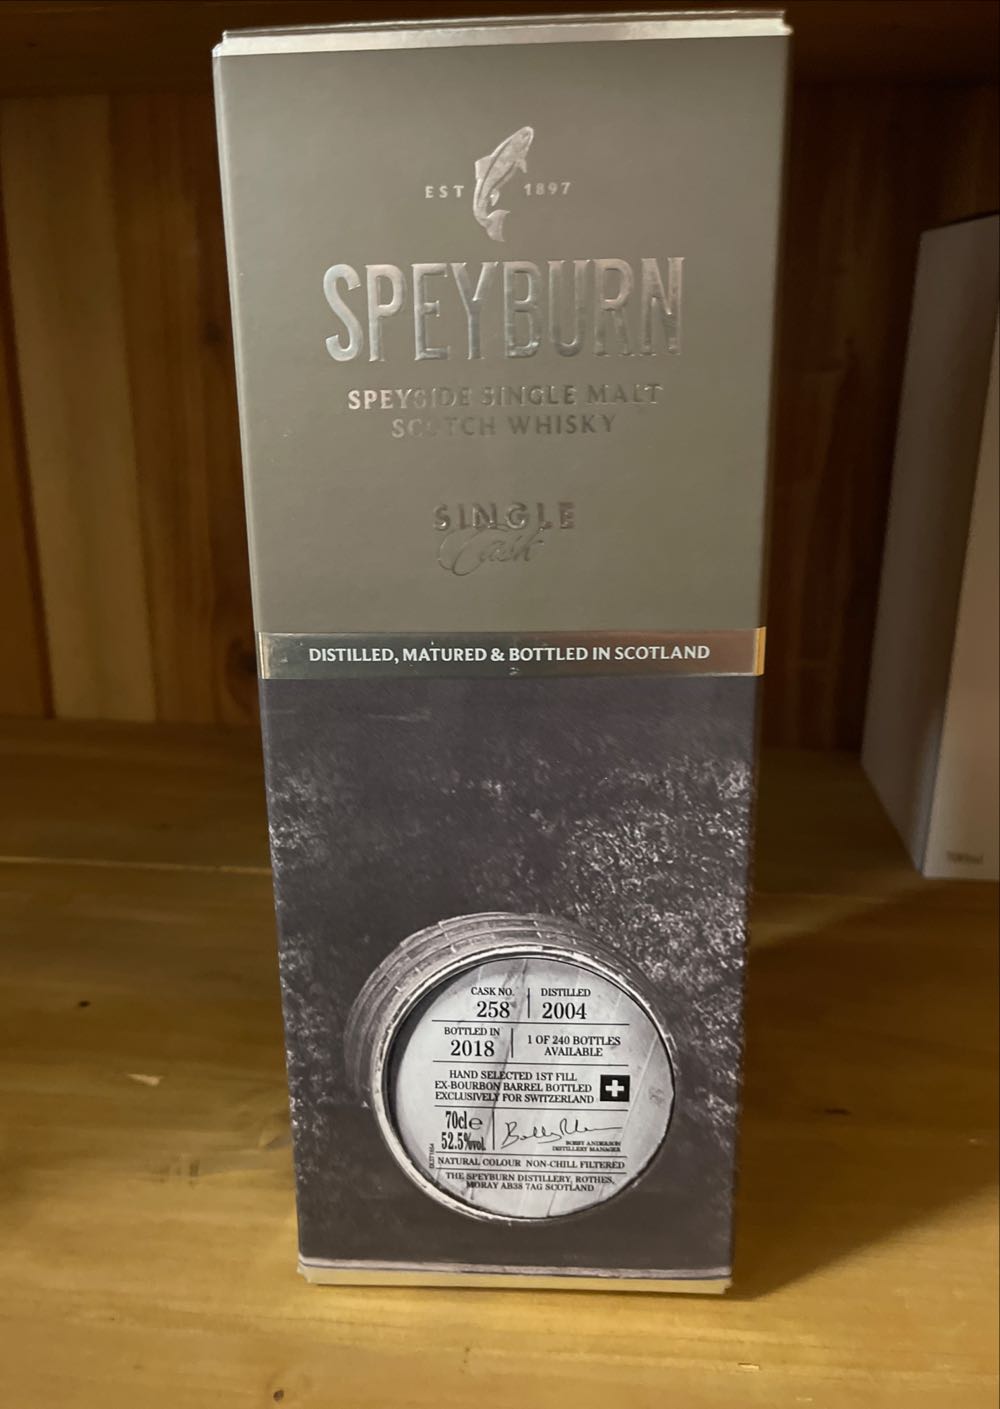 EST 1897
SPEYBURN
SPEYSIDE SINGLE MALT
SCOTCH WHISKY
SINGLE
Cask
DISTILLED, MATURED & BOTTLED IN SCOTLAND
CASK NO. DISTILLED
258 2004
BOTTLED IN 1 OF 240 BOTTLES
2018 AVAILABLE
HAND SELECTED 1ST FILL
EX-BOURBON BARREL BOTTLED
EXCLUSIVELY FOR SWITZERLAND
70cl e
52.5%vol.
BOBBY ANDERSON
DISTILLERY MANAGER
NATURAL COLOUR NON-CHILL FILTERED
THE SPEYBURN DISTILLERY, ROTHES,
MORAY AB38 7AG SCOTLAND